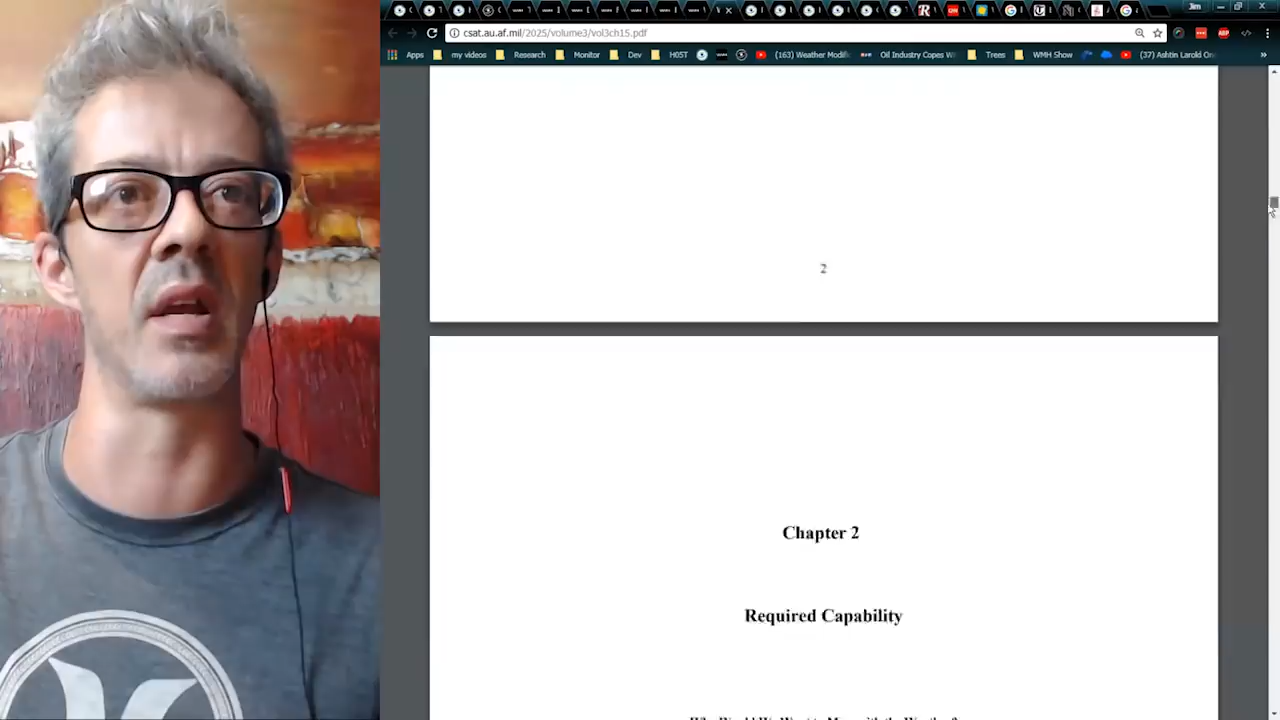 Jim
csat.au.af.mil/2025/volume3/vol3ch15.pdf
Apps my videos Research Monitor Dev H05T (163) Weather Modifi Oil Industry Copes W Trees WMH Show (37) Ashtin Larold On »
2
Chapter 2
Required Capability